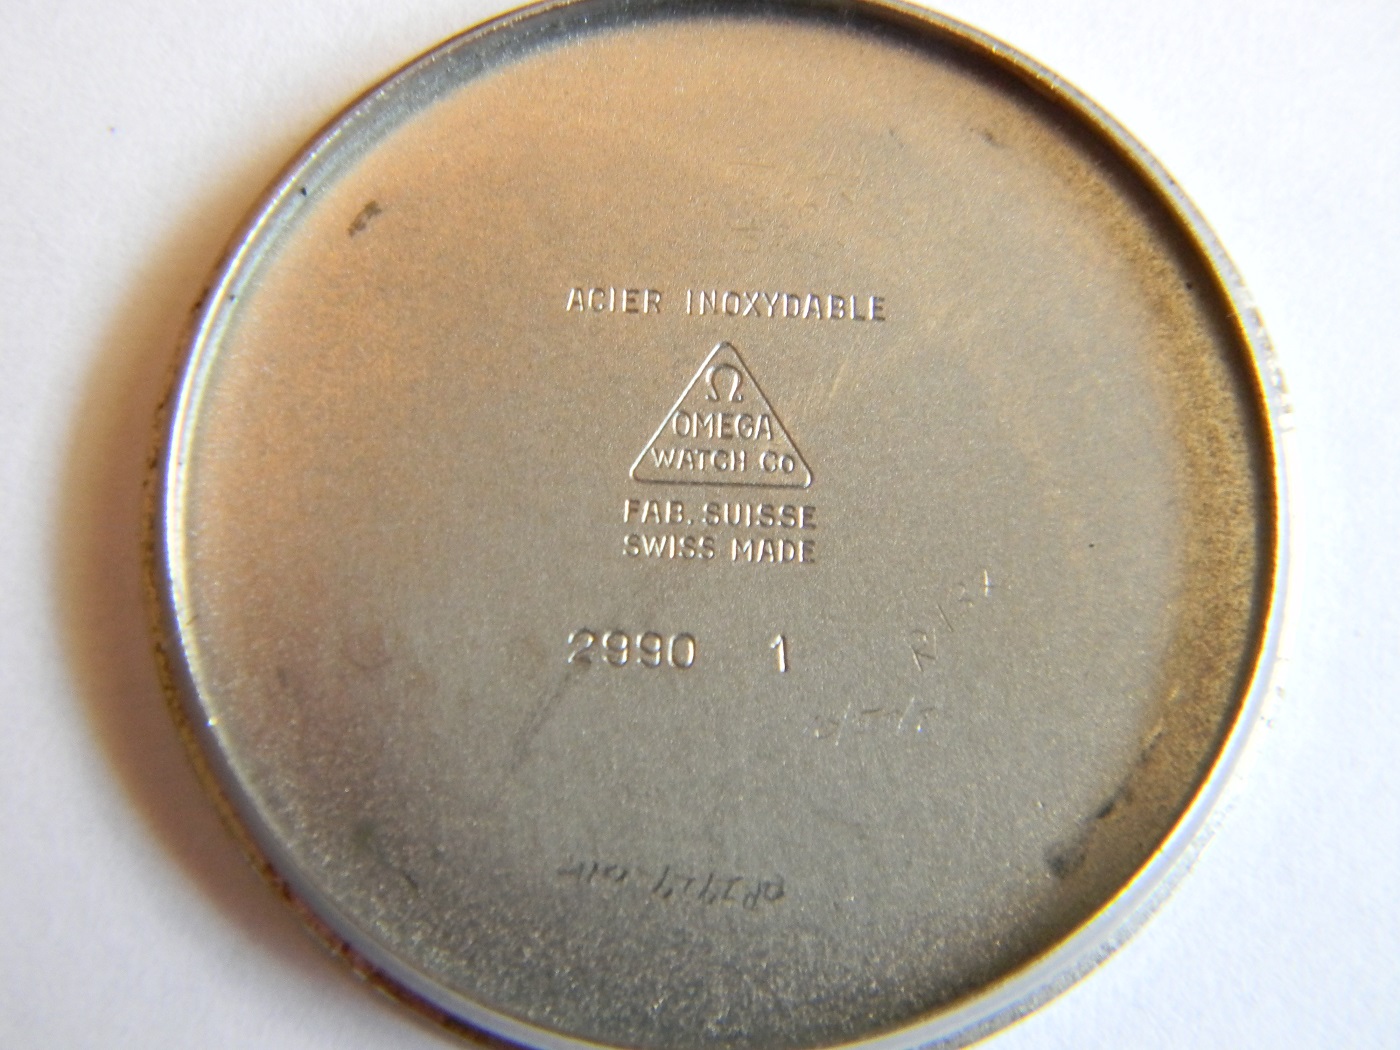 ACIER INOXYDABLE
Ω
OMEGA
WATCH Co
FAB. SUISSE
SWISS MADE
2990 1